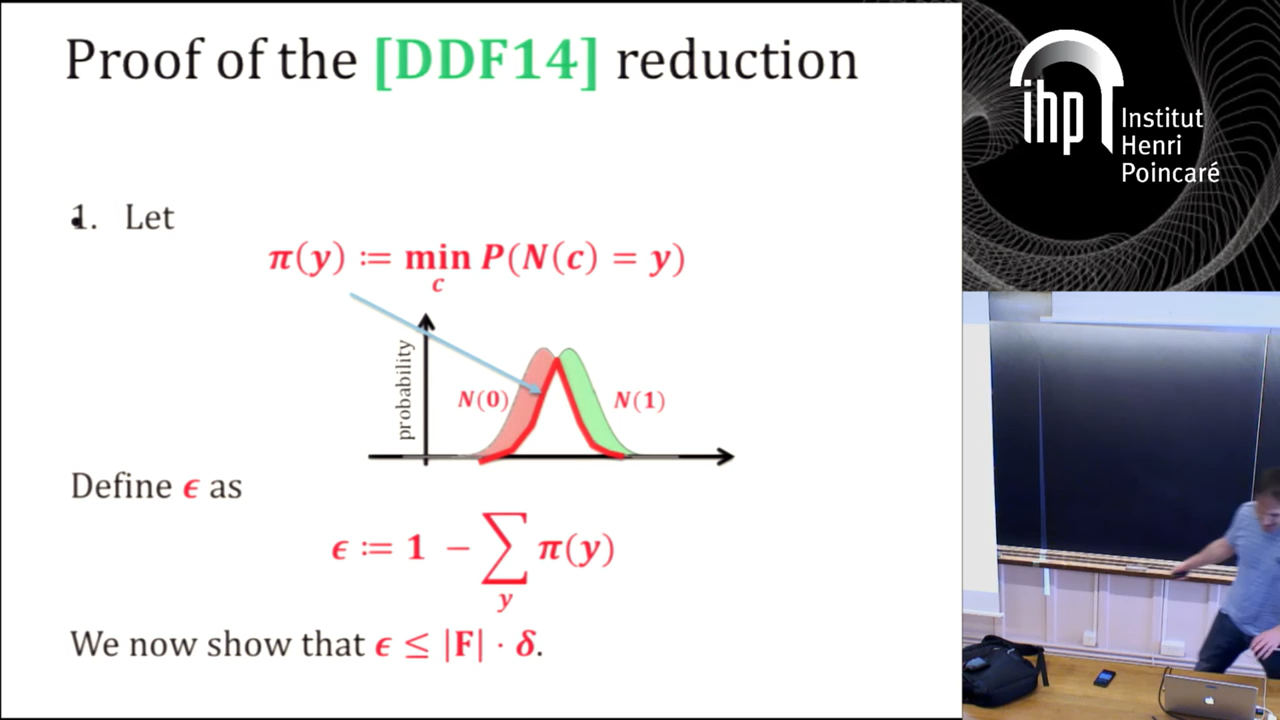 Proof of the [DDF14] reduction
1. Let
π(y) := min P(N(c) = y)
c
probability
N(0)
N(1)
Define ϵ as
ϵ := 1 − ∑ π(y)
y
We now show that ϵ ≤ |F| · δ.
ihp
Institut
Henri
Poincaré